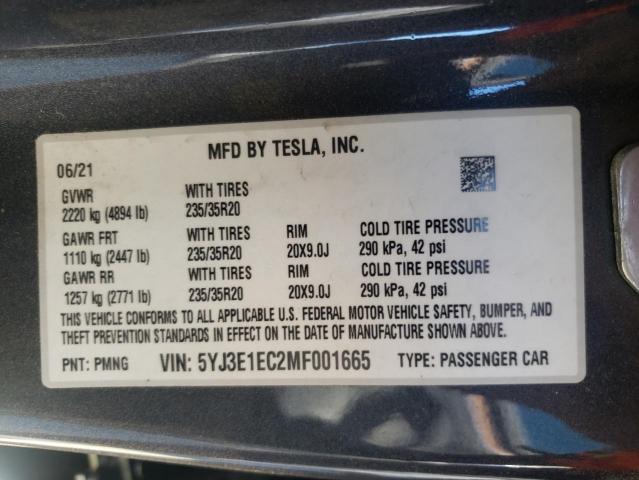 MFD BY TESLA, INC.
06/21
GVWR WITH TIRES
2220 kg (4894 lb) 235/35R20
GAWR FRT WITH TIRES RIM COLD TIRE PRESSURE
1110 kg (2447 lb) 235/35R20 20X9.0J 290 kPa, 42 psi
GAWR RR WITH TIRES RIM COLD TIRE PRESSURE
1257 kg (2771 lb) 235/35R20 20X9.0J 290 kPa, 42 psi
THIS VEHICLE CONFORMS TO ALL APPLICABLE U.S. FEDERAL MOTOR VEHICLE SAFETY, BUMPER, AND
THEFT PREVENTION STANDARDS IN EFFECT ON THE DATE OF MANUFACTURE SHOWN ABOVE.
PNT: PMNG VIN: 5YJ3E1EC2MF001665 TYPE: PASSENGER CAR